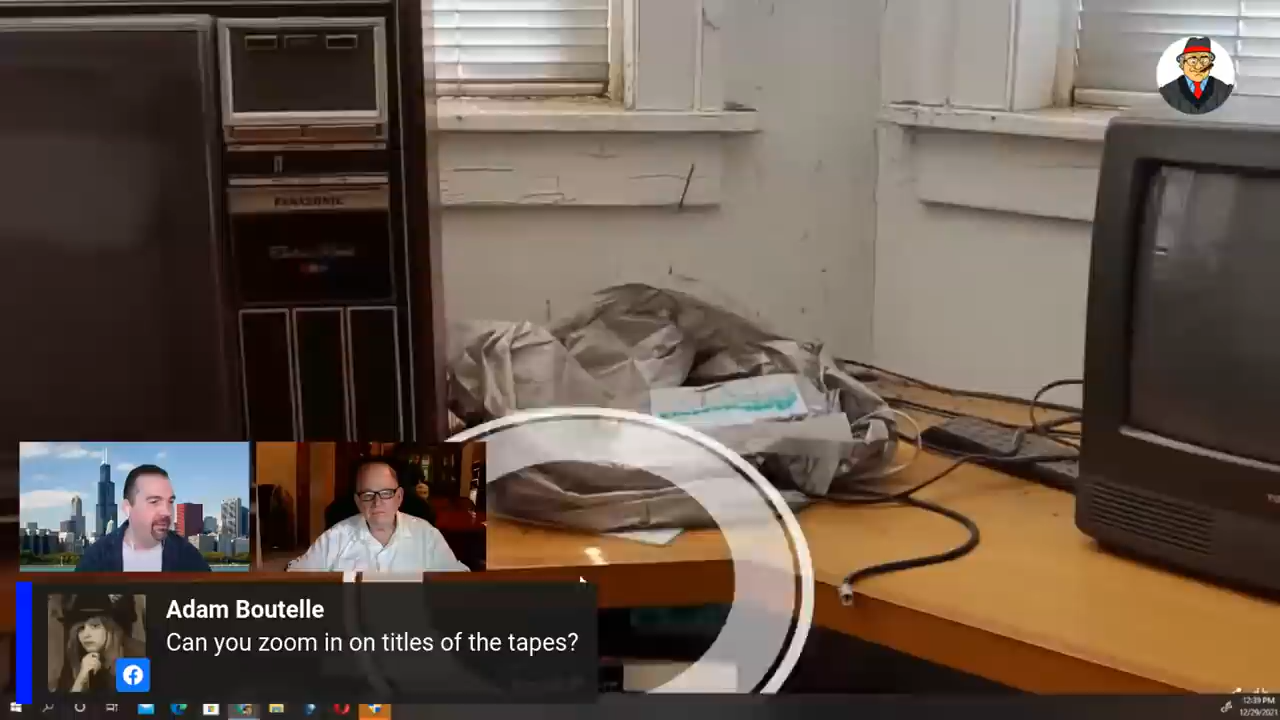 PANASONIC
Adam Boutelle
Can you zoom in on titles of the tapes?
12:39 PM
12/29/2021